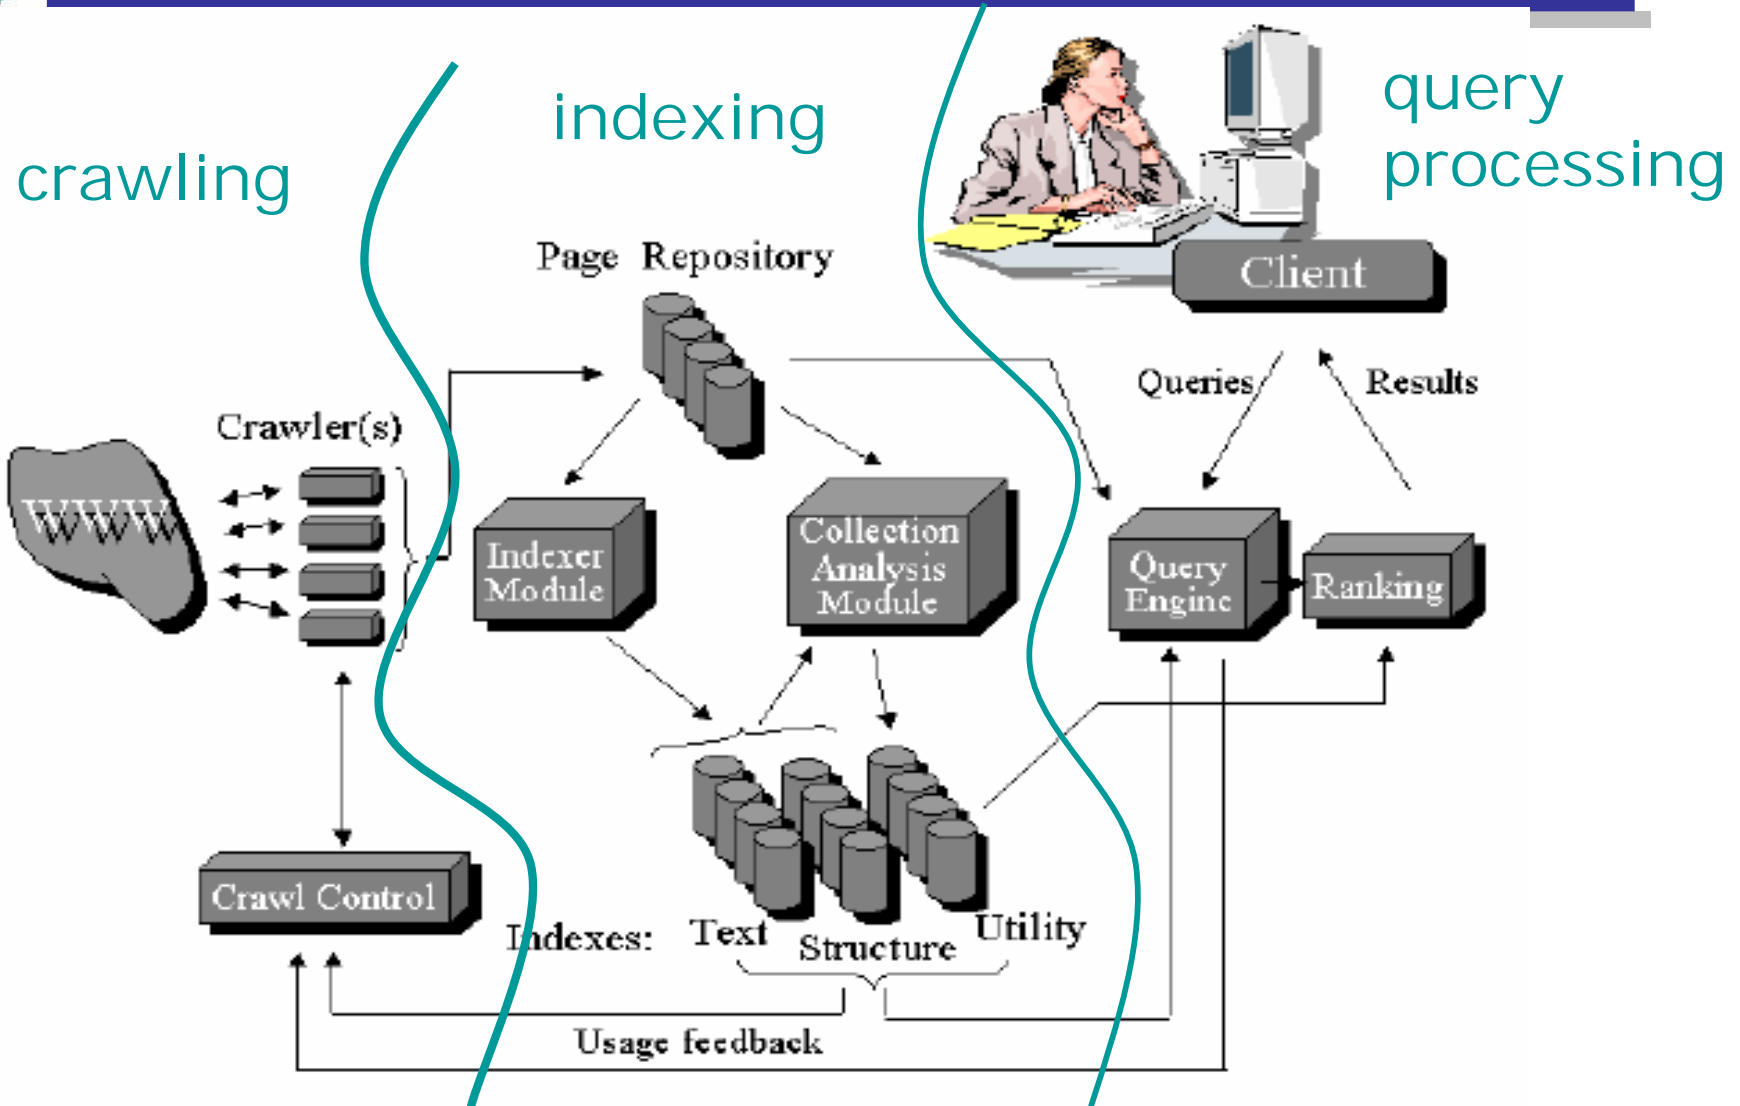 crawling
indexing
query
processing
Page Repository
Client
Queries
Results
Crawler(s)
WWW
Indexer
Module
Collection
Analysis
Module
Query
Engine
Ranking
Crawl Control
Indexes:
Text
Structure
Utility
Usage feedback